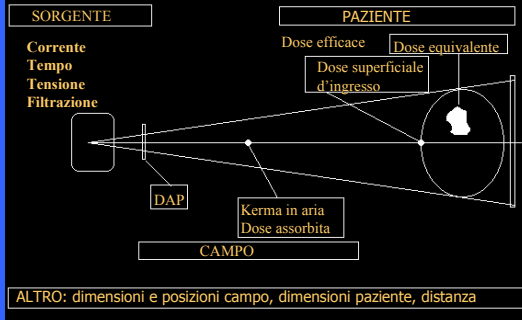 SORGENTE
PAZIENTE
Corrente
Tempo
Tensione
Filtrazione
Dose efficace
Dose equivalente
Dose superficiale
d'ingresso
DAP
Kerma in aria
Dose assorbita
CAMPO
ALTRO: dimensioni e posizioni campo, dimensioni paziente, distanza